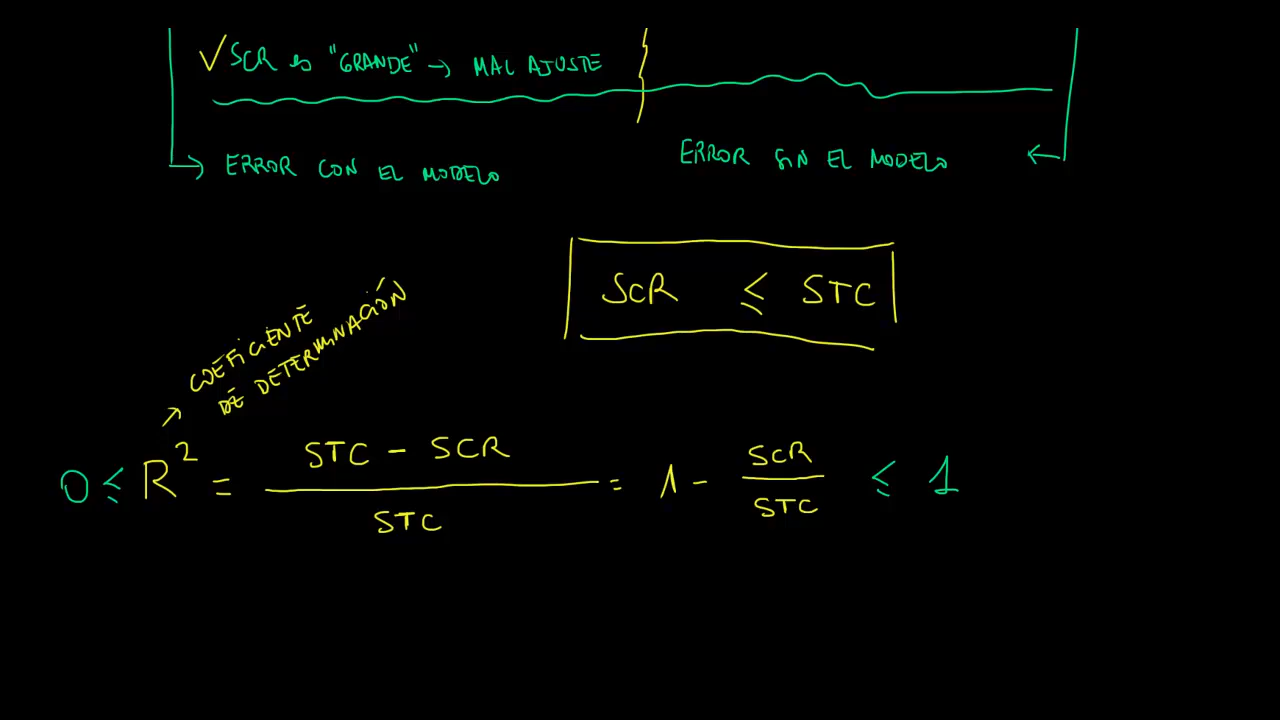 ✓ SCR es "GRANDE" → MAL AJUSTE
→ ERROR CON EL MODELO
ERROR SIN EL MODELO ←
SCR ≤ STC
COEFICIENTE
DE DETERMINACIÓN
0 ≤ R² = (STC - SCR) / STC = 1 - SCR / STC ≤ 1